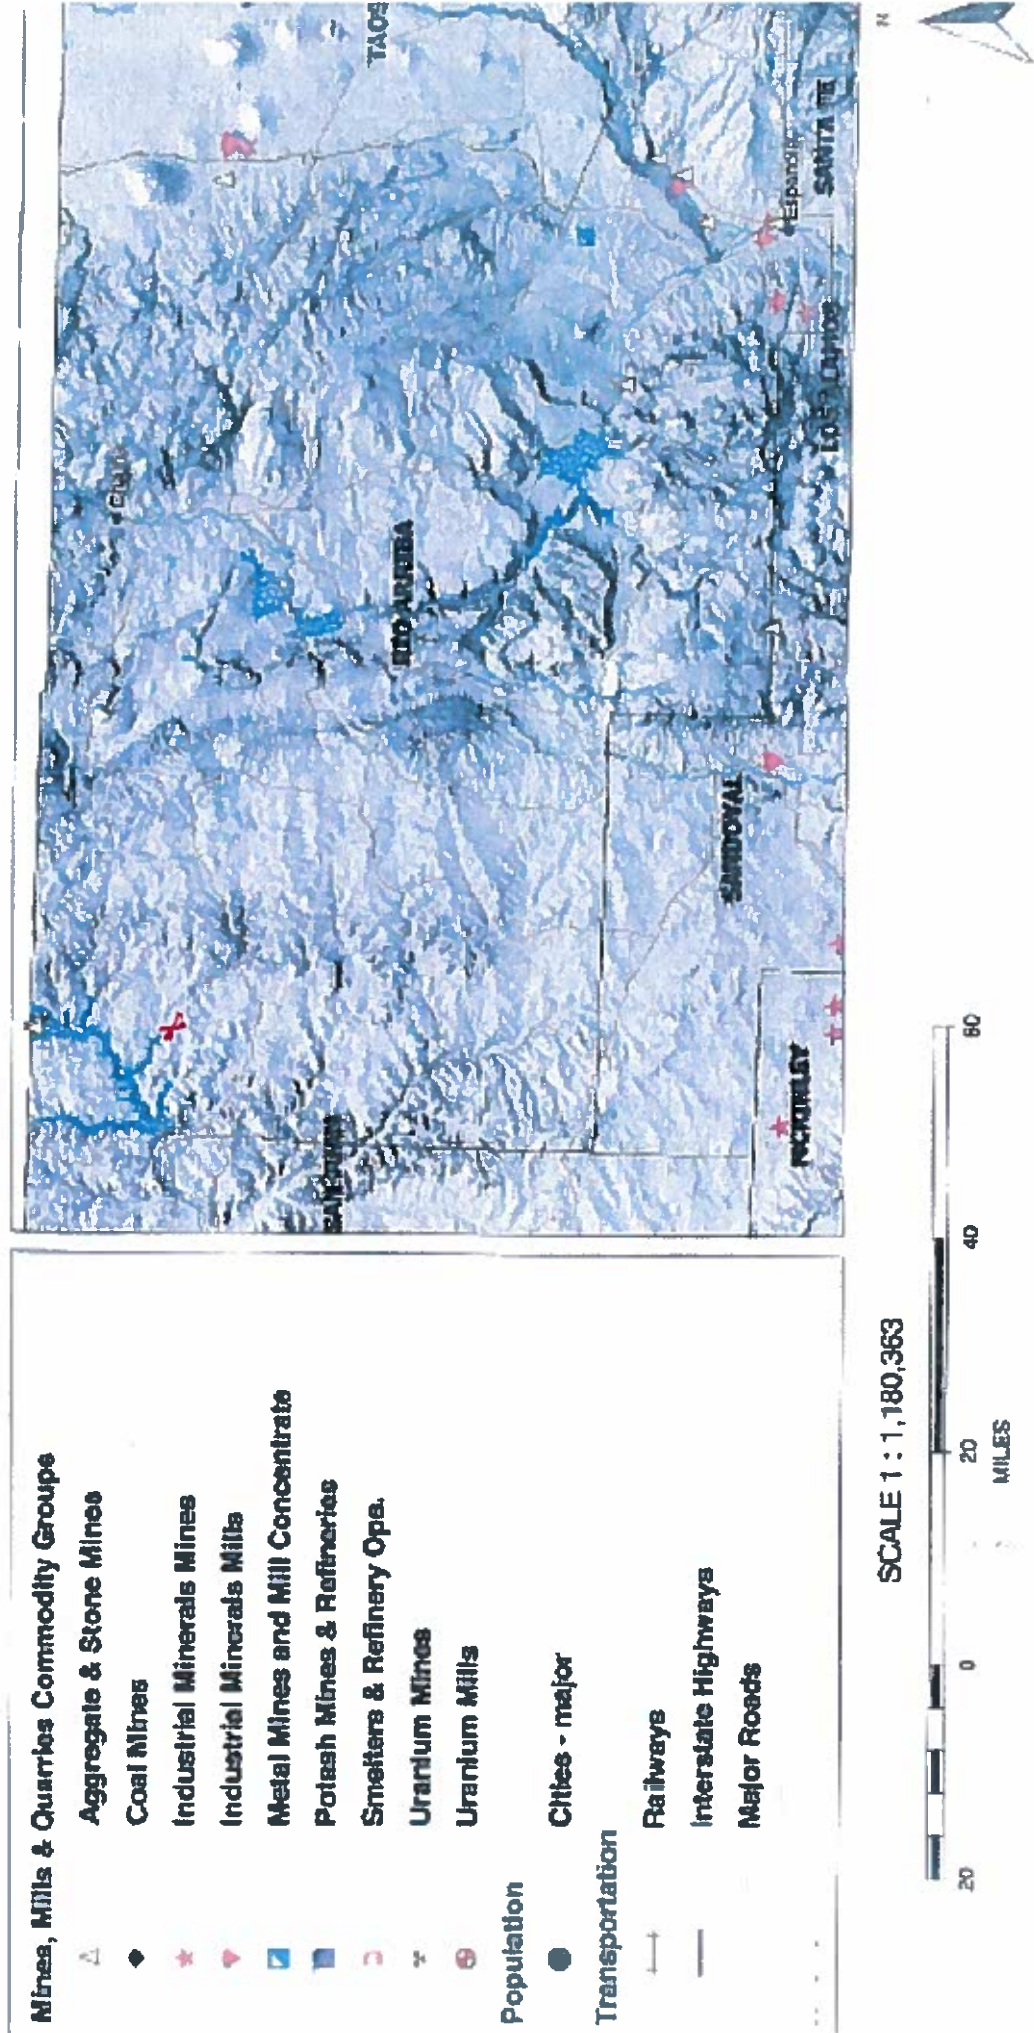 Mines, Mills & Quarries Commodity Groups
Aggregate & Stone Mines
Coal Mines
Industrial Minerals Mines
Industrial Minerals Mills
Metal Mines and Mill Concentrate
Potash Mines & Refineries
Smelters & Refinery Ops.
Uranium Mines
Uranium Mills
Population
Cities - major
Transportation
Railways
Interstate Highways
Major Roads
TAOS
RIO ARRIBA
SANTA FE
SANDOVAL
MCKINLEY
SCALE 1 : 1,180,363
20 0 20 40 60
MILES
N